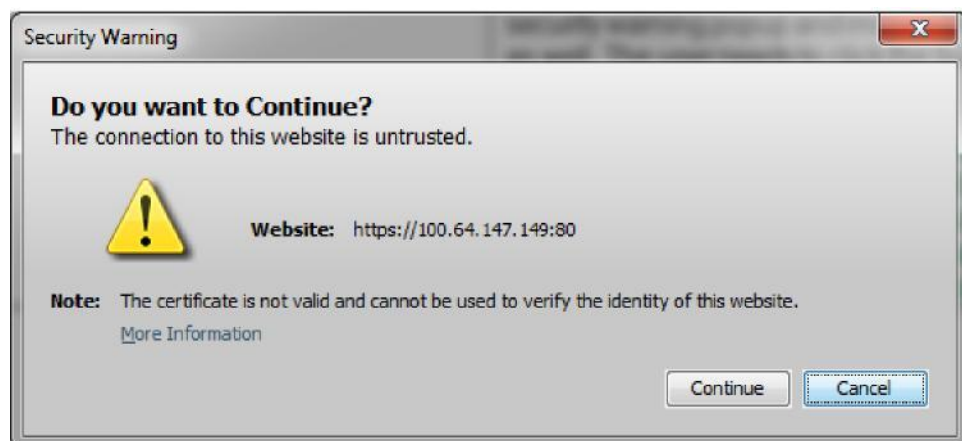 Security Warning
X
Do you want to Continue?
The connection to this website is untrusted.
Website: https://100.64.147.149:80
Note: The certificate is not valid and cannot be used to verify the identity of this website.
More Information
Continue Cancel